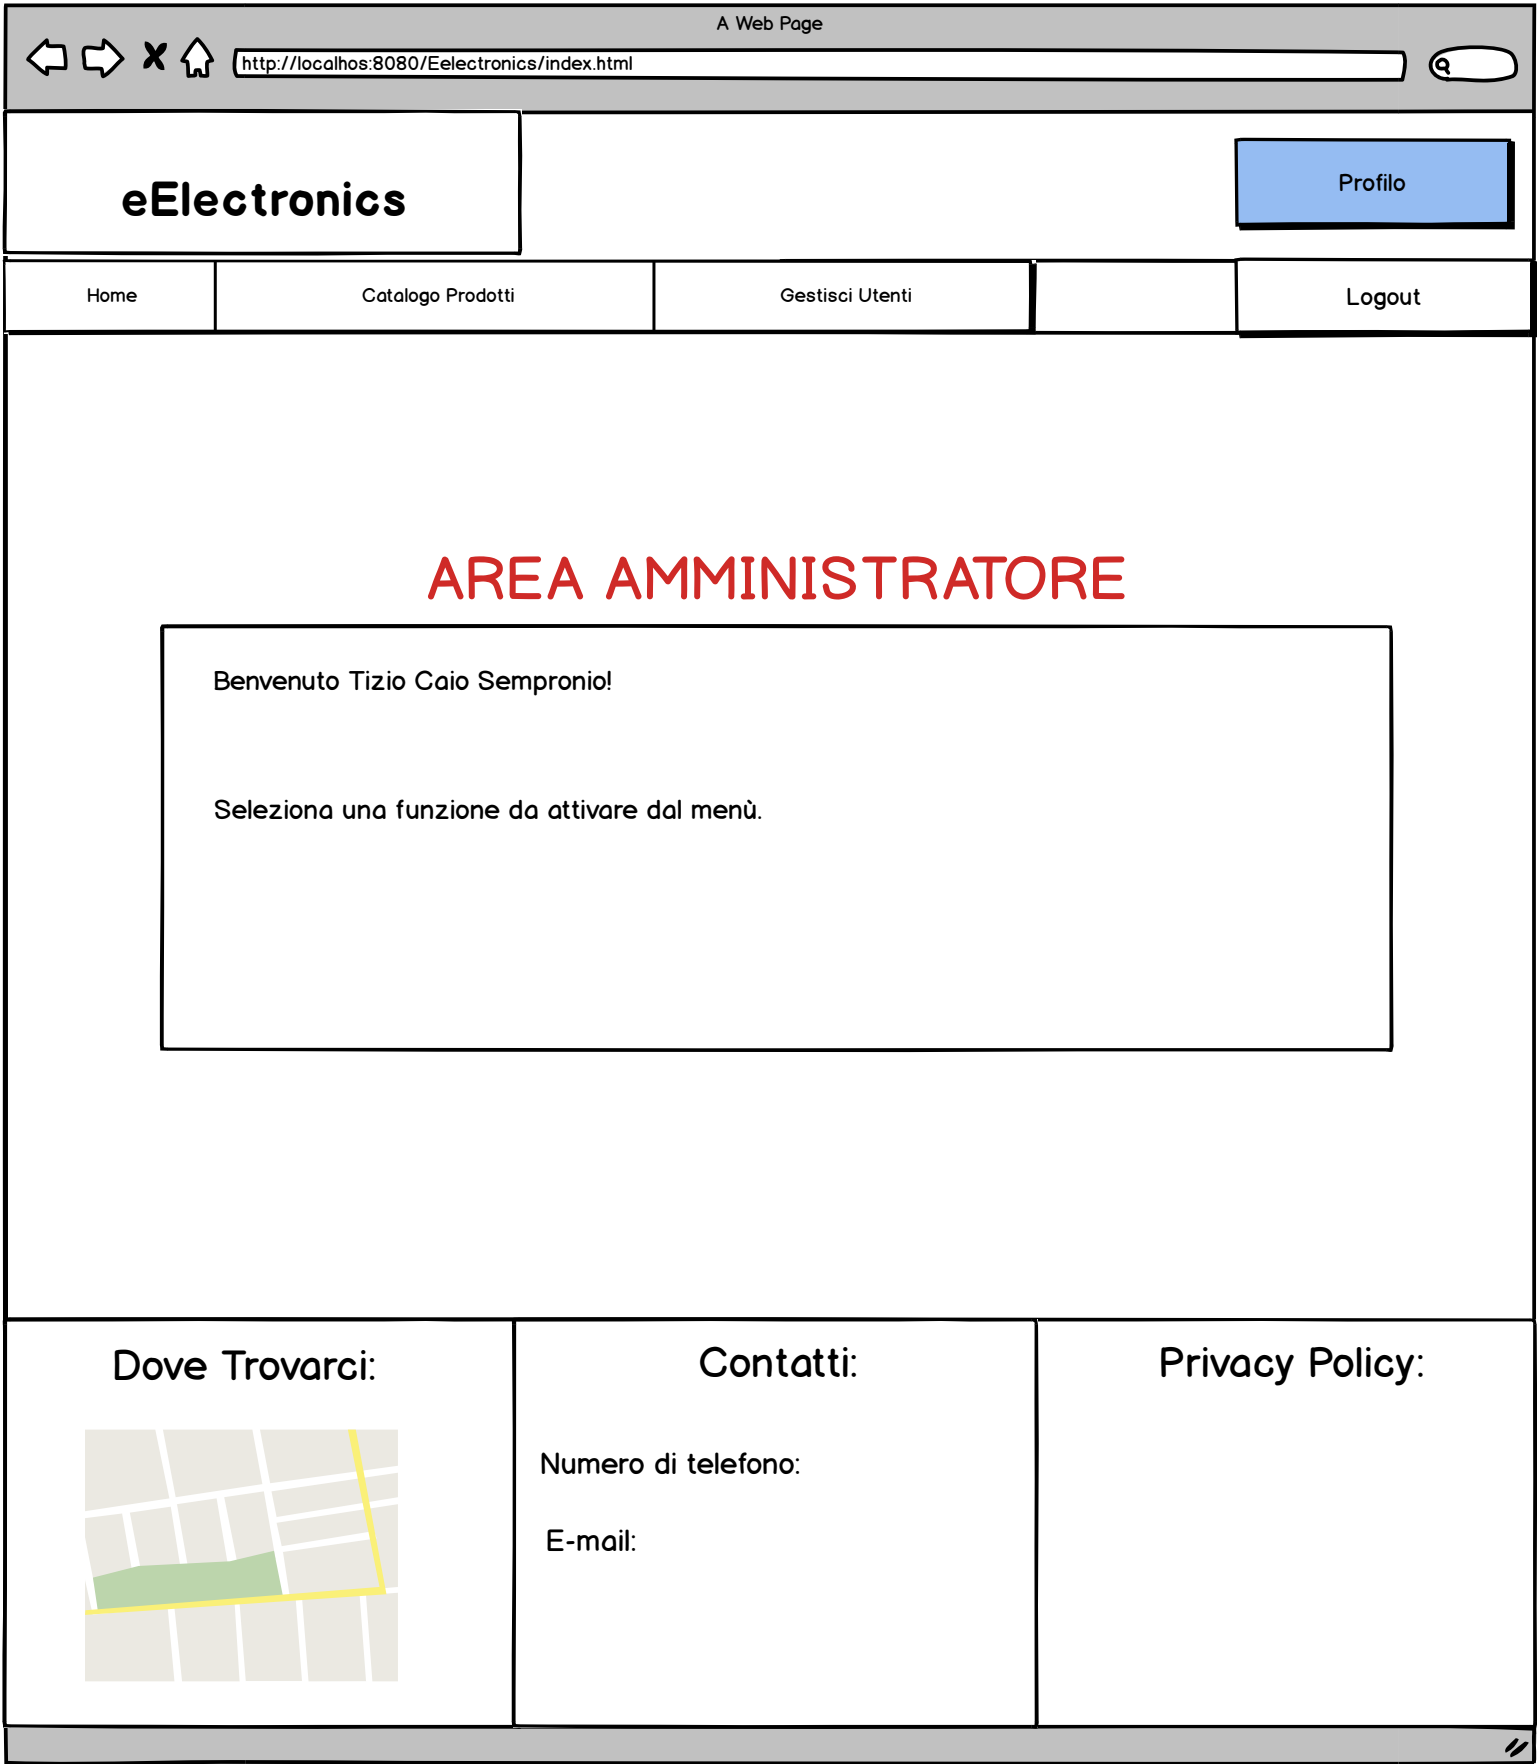 A Web Page
http://localhos:8080/Eelectronics/index.html
eElectronics
Profilo
Home
Catalogo Prodotti
Gestisci Utenti
Logout
AREA AMMINISTRATORE
Benvenuto Tizio Caio Sempronio!
Seleziona una funzione da attivare dal menù.
Dove Trovarci:
Contatti:
Privacy Policy:
Numero di telefono:
E-mail: